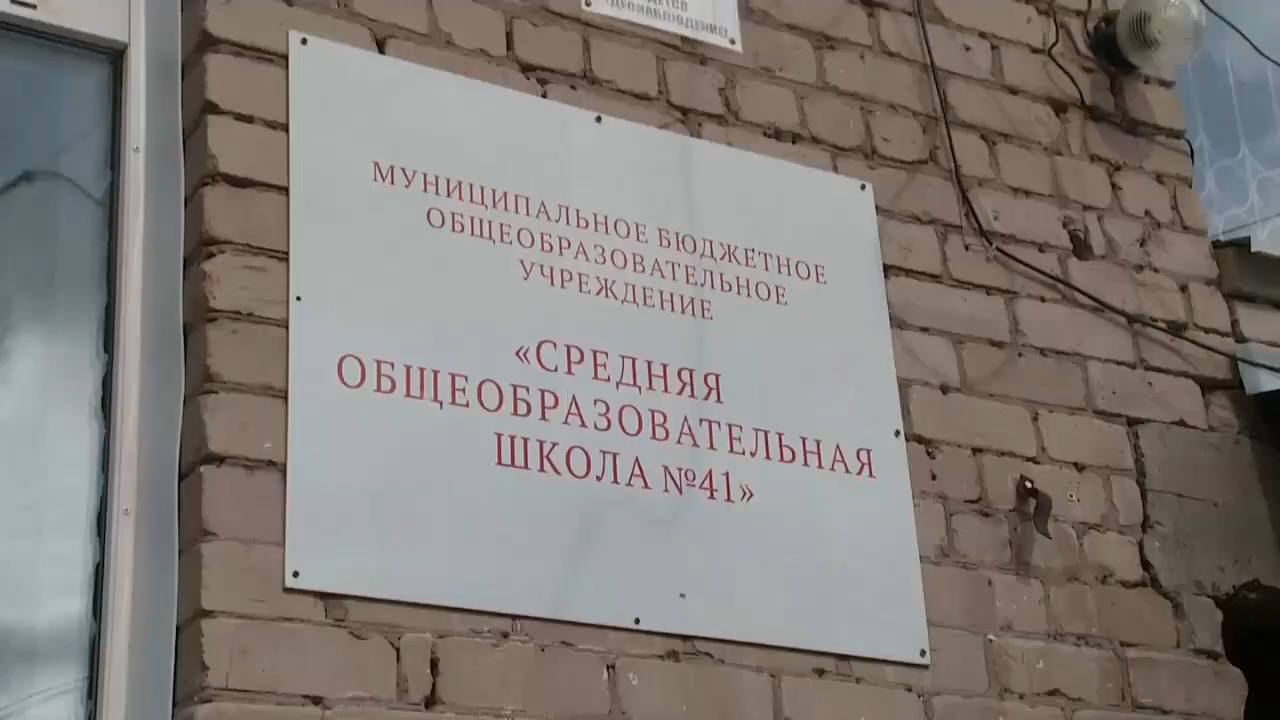 МУНИЦИПАЛЬНОЕ БЮДЖЕТНОЕ
ОБЩЕОБРАЗОВАТЕЛЬНОЕ
УЧРЕЖДЕНИЕ
«СРЕДНЯЯ
ОБЩЕОБРАЗОВАТЕЛЬНАЯ
ШКОЛА №41»